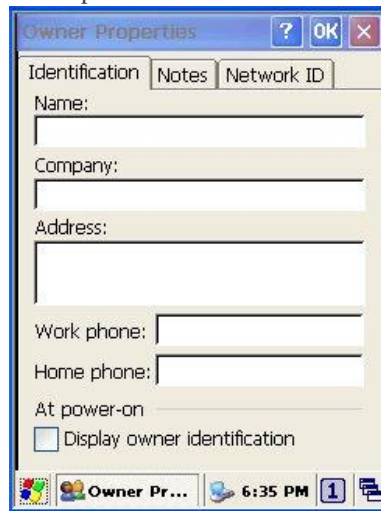 Owner Properties ? OK ×
Identification Notes Network ID
Name:
Company:
Address:
Work phone:
Home phone:
At power-on
Display owner identification
Owner Pr... 6:35 PM 1